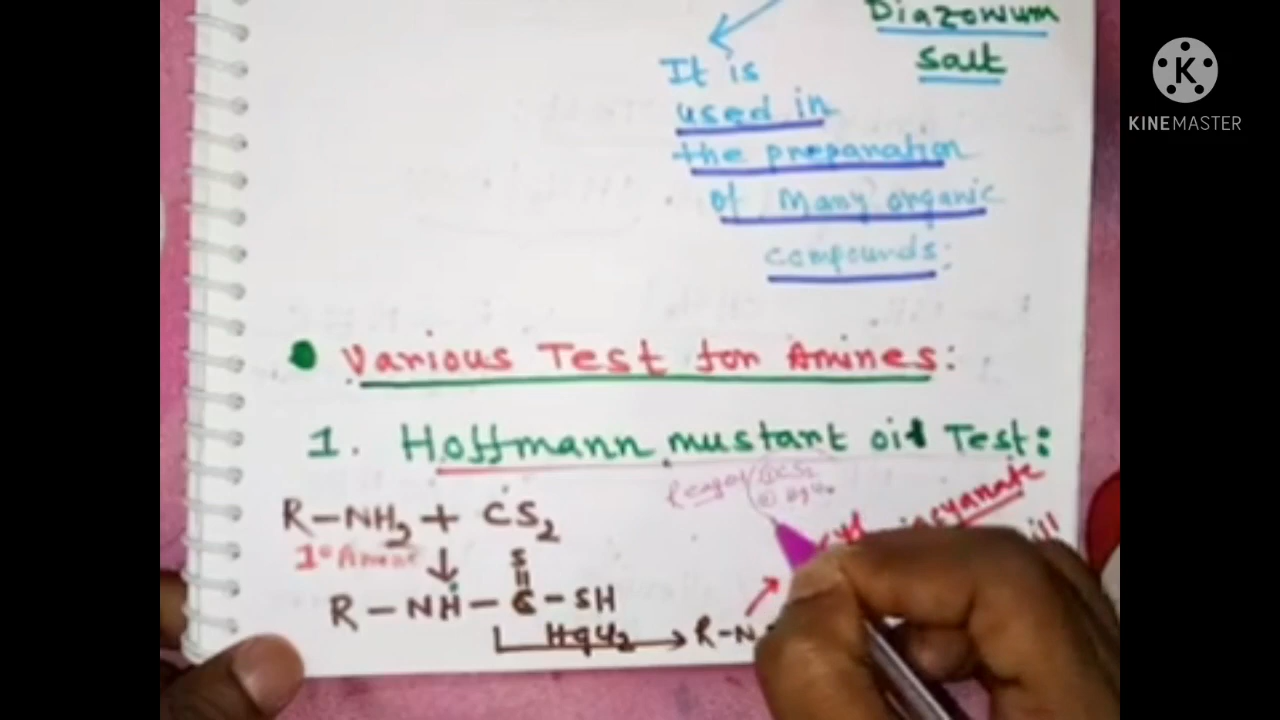 Diazonium
salt
It is
used in
the preparation
of many organic
compounds:
KINEMASTER
• Various Test for Amines:
1. Hoffmann mustant oil Test:
R-NH2 + CS2
1° Amine
S
R-NH-C-SH
HgCl2
R-N